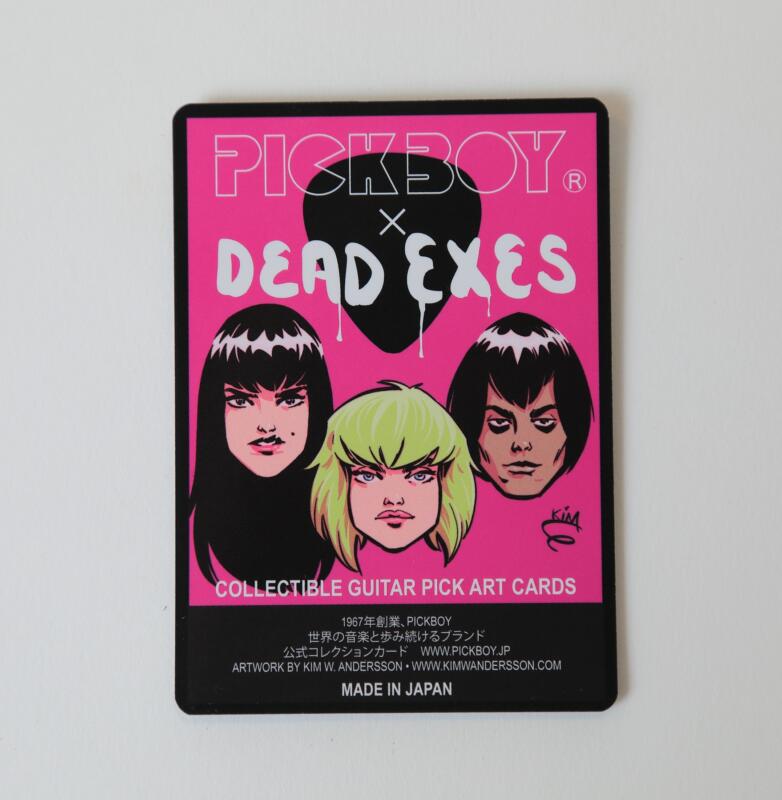 PICKBOY®
×
DEAD EXES
KIM
COLLECTIBLE GUITAR PICK ART CARDS
1967年創業、PICKBOY
世界の音楽と歩み続けるブランド
公式コレクションカード WWW.PICKBOY.JP
ARTWORK BY KIM W. ANDERSSON • WWW.KIMWANDERSSON.COM
MADE IN JAPAN